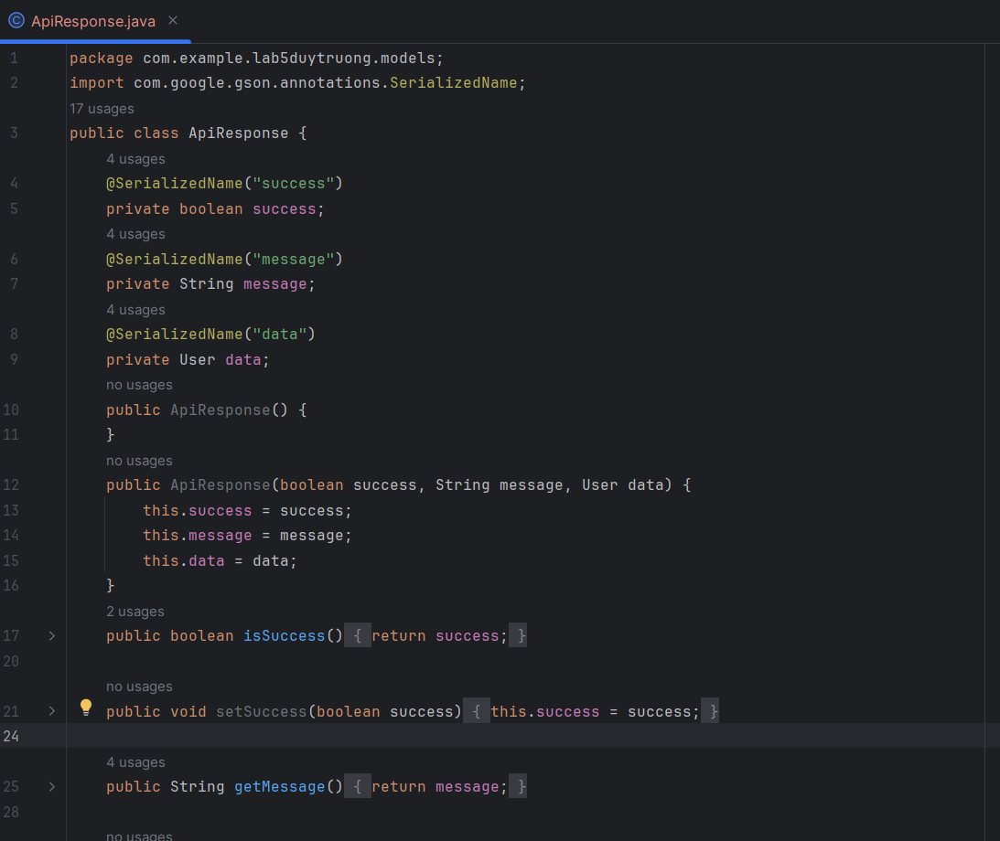 ApiResponse.java
1 package com.example.lab5duytruong.models;
2 import com.google.gson.annotations.SerializedName;
17 usages
3 public class ApiResponse {
4 usages
4 @SerializedName("success")
5 private boolean success;
4 usages
6 @SerializedName("message")
7 private String message;
4 usages
8 @SerializedName("data")
9 private User data;
no usages
10 public ApiResponse() {
11 }
no usages
12 public ApiResponse(boolean success, String message, User data) {
13 this.success = success;
14 this.message = message;
15 this.data = data;
16 }
2 usages
17 public boolean isSuccess() { return success; }
20
no usages
21 public void setSuccess(boolean success) { this.success = success; }
24
4 usages
25 public String getMessage() { return message; }
28
no usages